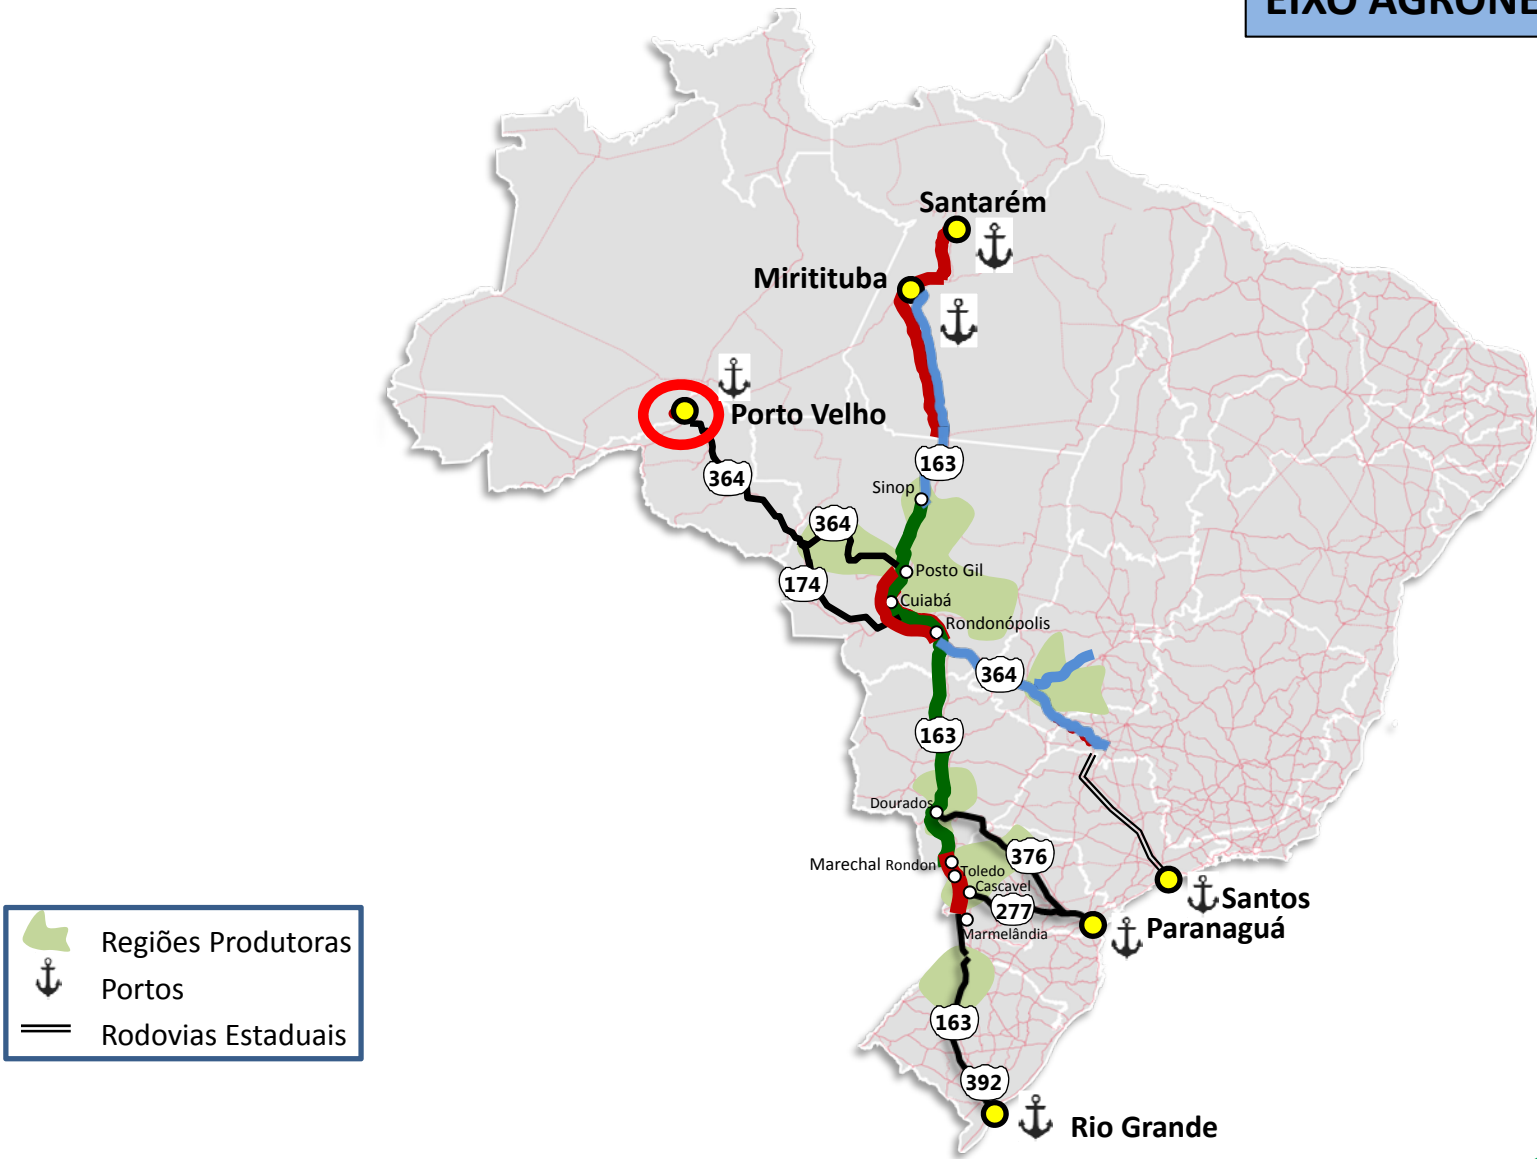 EIXO AGRONE
Santarém
Miritituba
Porto Velho
163
364
Sinop
364
Posto Gil
174
Cuiabá
Rondonópolis
364
163
Dourados
376
Marechal Rondon
Toledo
Cascavel
277
Santos
Marmelândia
Paranaguá
Regiões Produtoras
Portos
163
Rodovias Estaduais
392
Rio Grande